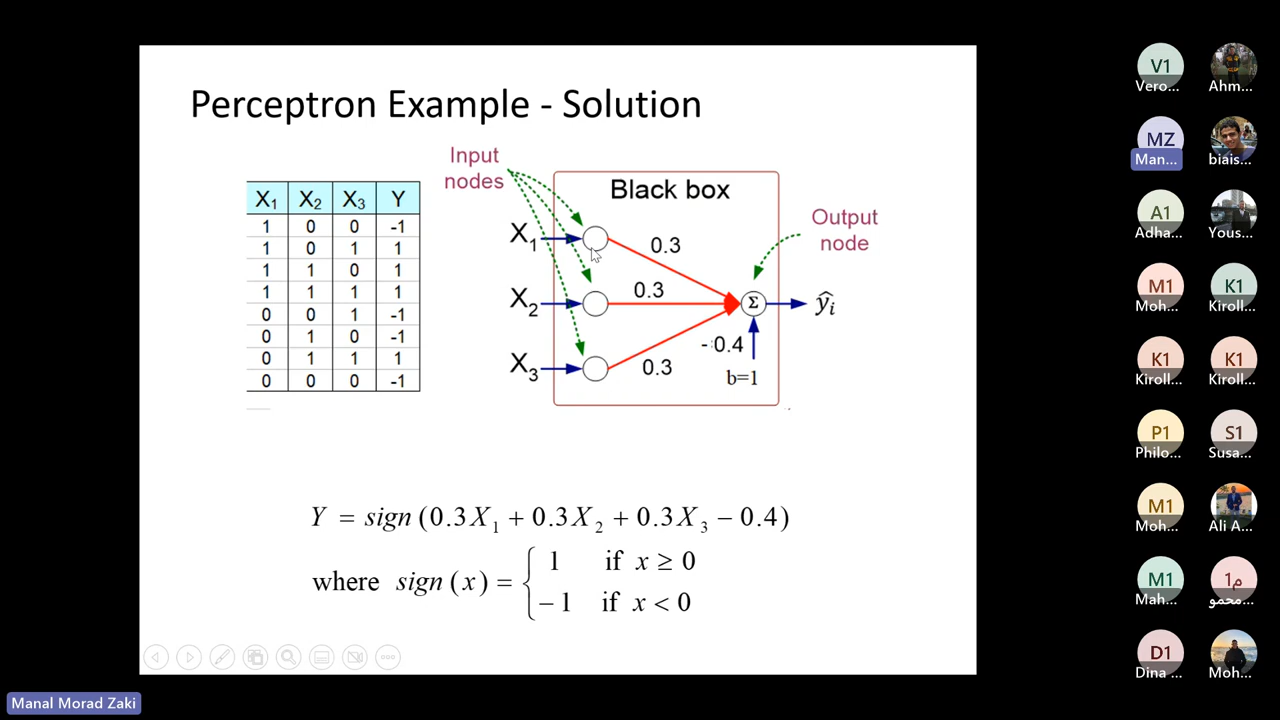 Perceptron Example - Solution
X1 X2 X3 Y
1 0 0 -1
1 0 1 1
1 1 0 1
1 1 1 1
0 0 1 -1
0 1 0 -1
0 1 1 1
0 0 0 -1
Input
nodes
Black box
Output
node
X1
0.3
X2
0.3
Σ
ŷi
X3
0.3
-0.4
b=1
Y = sign (0.3X1 + 0.3X2 + 0.3X3 − 0.4)
where sign (x) = { 1 if x ≥ 0
− 1 if x < 0
V1
Vero...
Ahm...
MZ
Man...
biais...
A1
Adha...
Yous...
M1
Moh...
K1
Kiroll...
K1
Kiroll...
K1
Kiroll...
P1
Philo...
S1
Susa...
M1
Moh...
Ali A...
M1
Mah...
م1
محمو...
D1
Dina ...
Moh...
Manal Morad Zaki